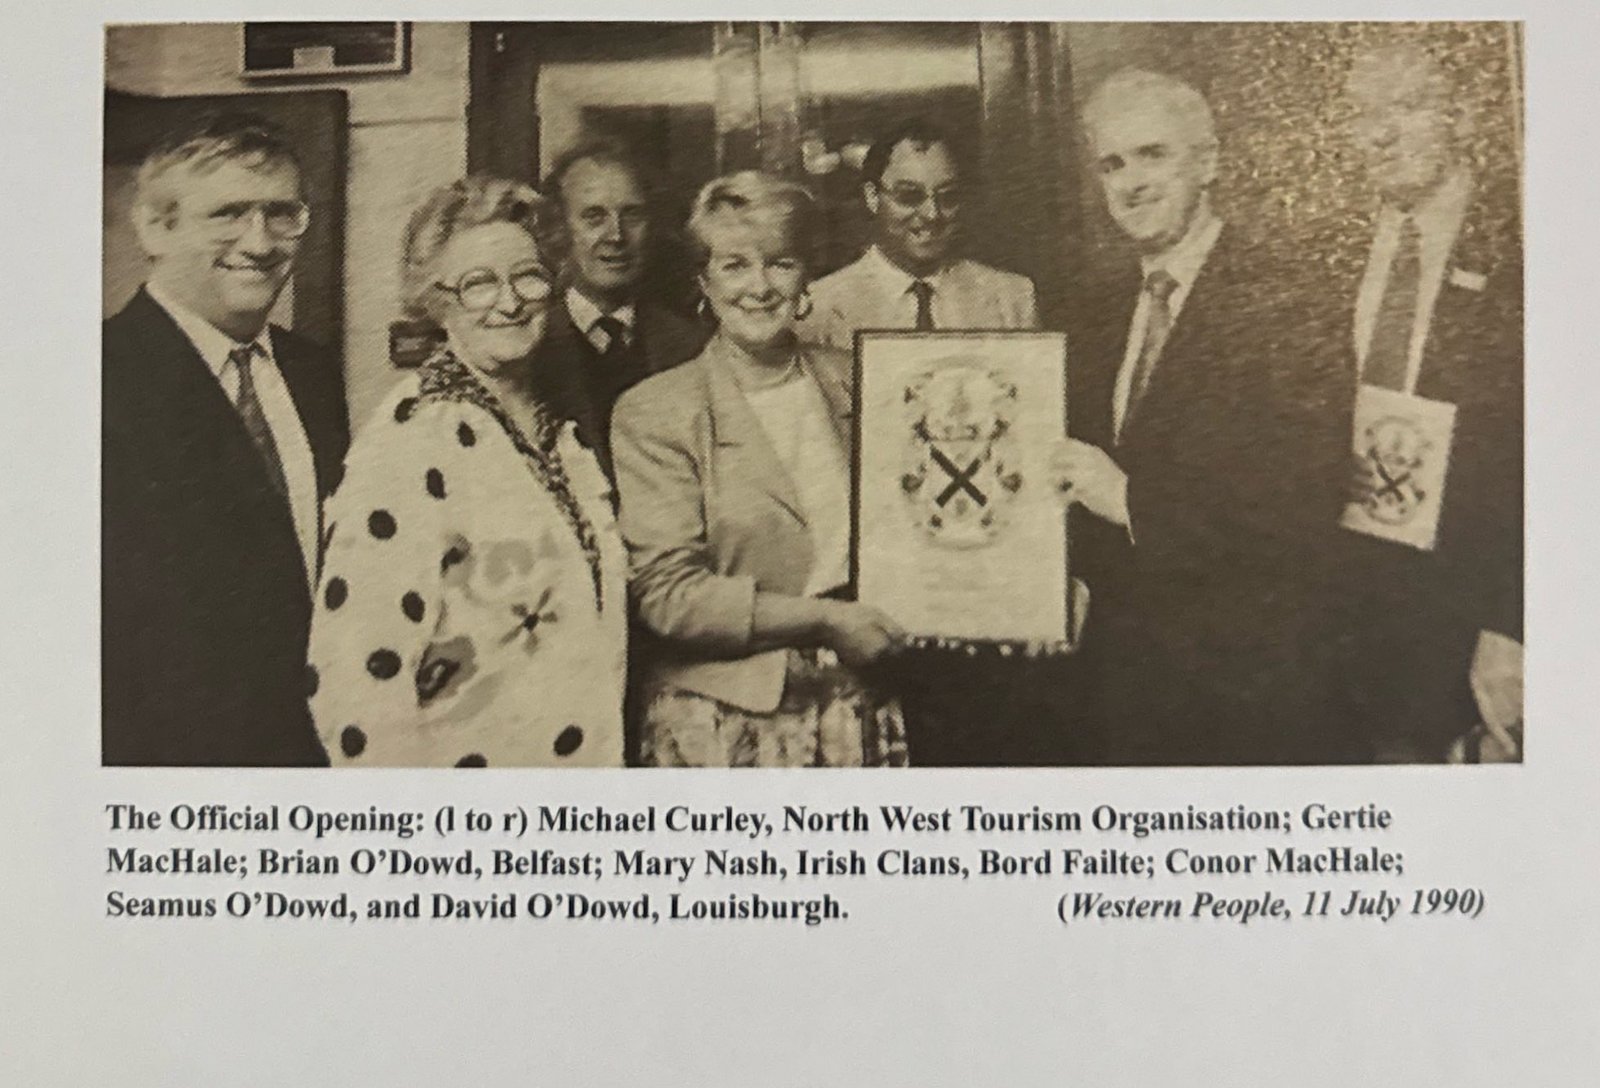 The Official Opening: (l to r) Michael Curley, North West Tourism Organisation; Gertie
MacHale; Brian O’Dowd, Belfast; Mary Nash, Irish Clans, Bord Failte; Conor MacHale;
Seamus O’Dowd, and David O’Dowd, Louisburgh. (Western People, 11 July 1990)